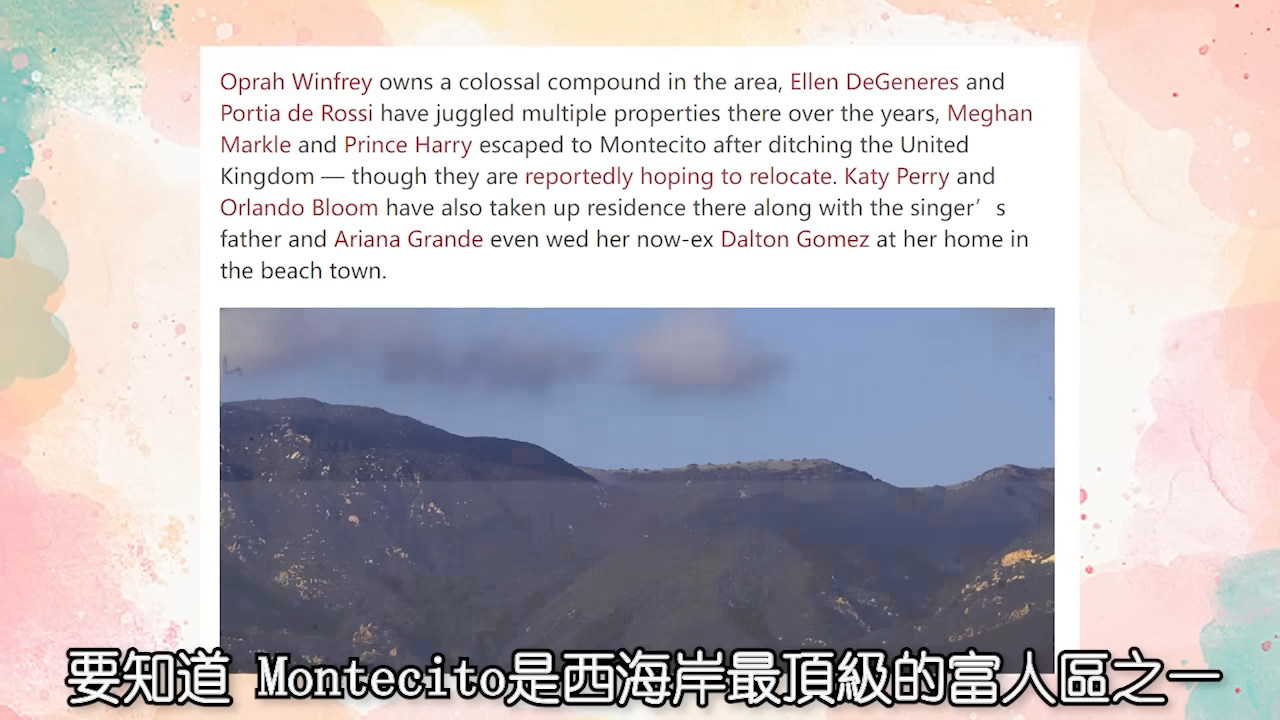 Oprah Winfrey owns a colossal compound in the area, Ellen DeGeneres and
Portia de Rossi have juggled multiple properties there over the years, Meghan
Markle and Prince Harry escaped to Montecito after ditching the United
Kingdom — though they are reportedly hoping to relocate. Katy Perry and
Orlando Bloom have also taken up residence there along with the singer’s
father and Ariana Grande even wed her now-ex Dalton Gomez at her home in
the beach town.
要知道 Montecito是西海岸最頂級的富人區之一